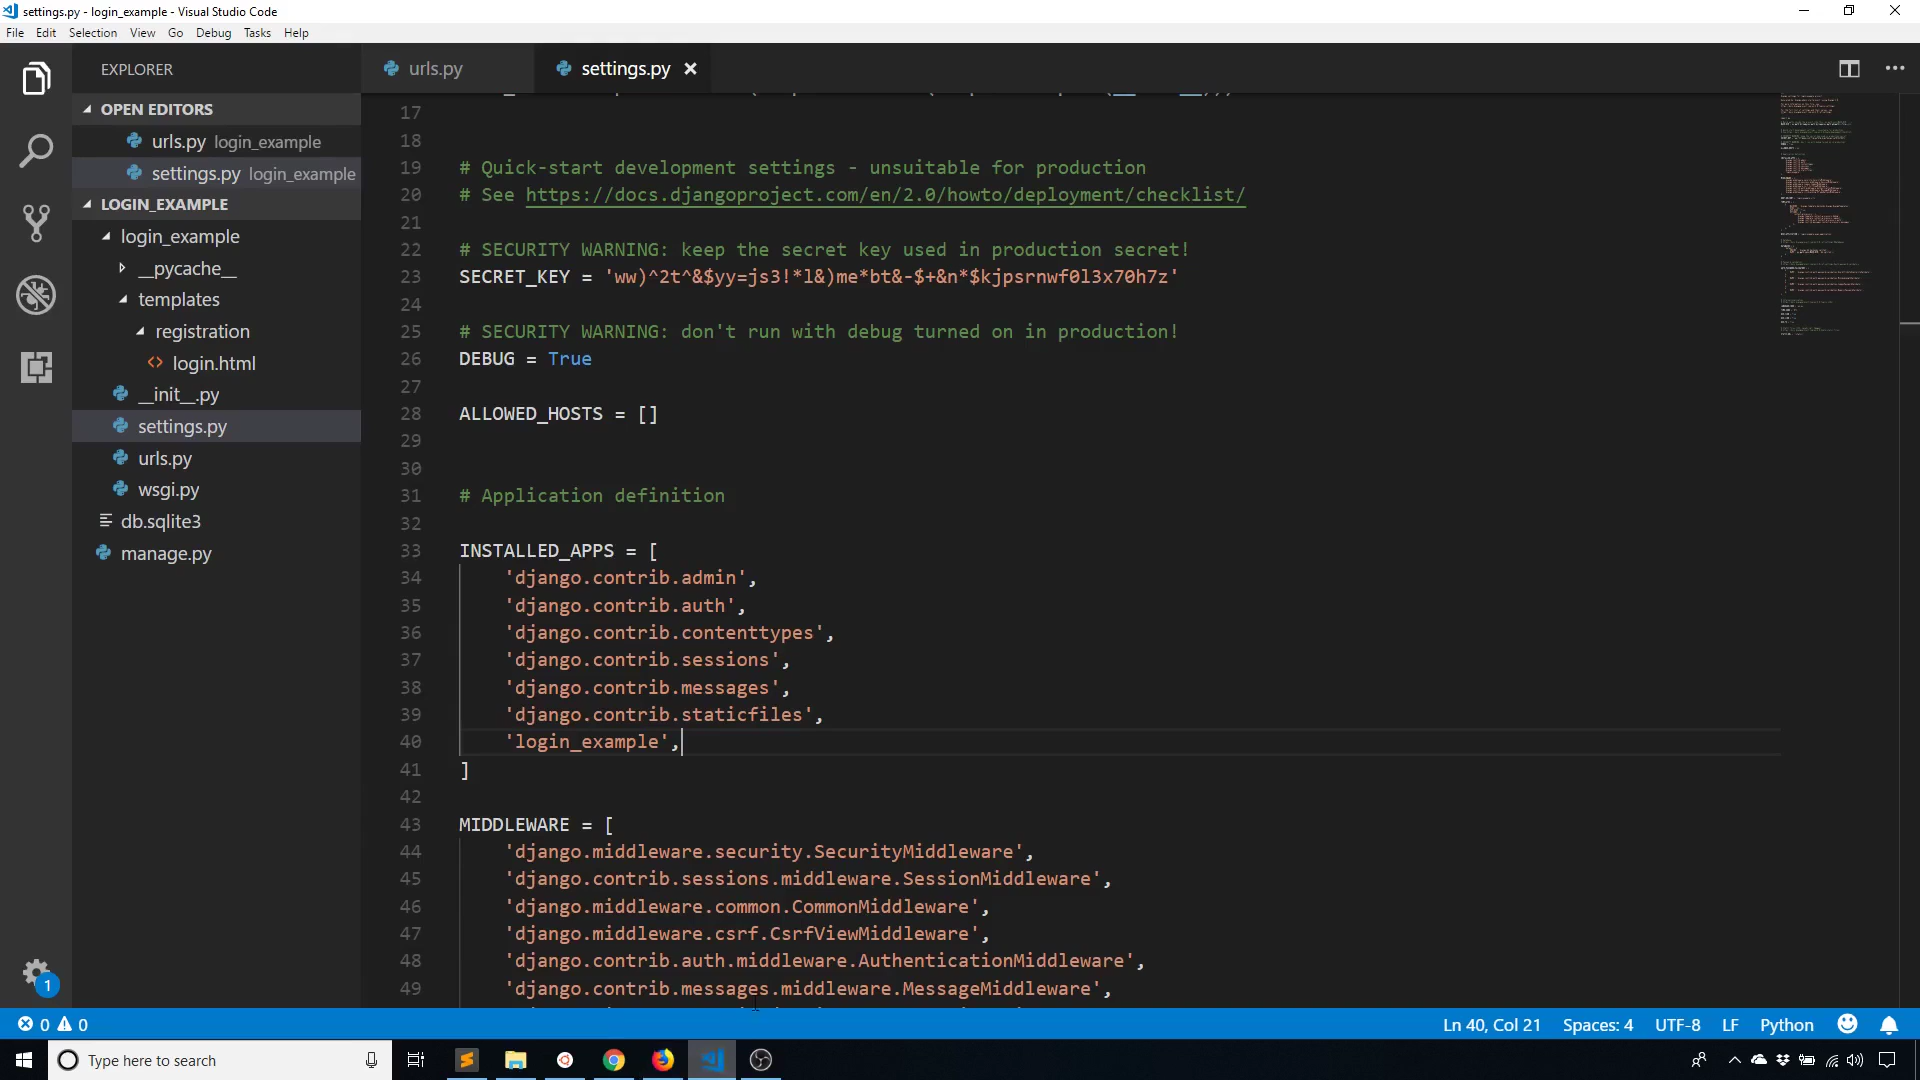 settings.py - login_example - Visual Studio Code
File Edit Selection View Go Debug Tasks Help
EXPLORER
OPEN EDITORS
urls.py login_example
settings.py login_example
LOGIN_EXAMPLE
login_example
__pycache__
templates
registration
login.html
__init__.py
settings.py
urls.py
wsgi.py
db.sqlite3
manage.py
1
urls.py settings.py
17
18
19 # Quick-start development settings - unsuitable for production
20 # See https://docs.djangoproject.com/en/2.0/howto/deployment/checklist/
21
22 # SECURITY WARNING: keep the secret key used in production secret!
23 SECRET_KEY = 'ww)^2t^&$yy=js3!*l&)me*bt&-$+&n*$kjpsrnwf0l3x70h7z'
24
25 # SECURITY WARNING: don't run with debug turned on in production!
26 DEBUG = True
27
28 ALLOWED_HOSTS = []
29
30
31 # Application definition
32
33 INSTALLED_APPS = [
34 'django.contrib.admin',
35 'django.contrib.auth',
36 'django.contrib.contenttypes',
37 'django.contrib.sessions',
38 'django.contrib.messages',
39 'django.contrib.staticfiles',
40 'login_example',
41 ]
42
43 MIDDLEWARE = [
44 'django.middleware.security.SecurityMiddleware',
45 'django.contrib.sessions.middleware.SessionMiddleware',
46 'django.middleware.common.CommonMiddleware',
47 'django.middleware.csrf.CsrfViewMiddleware',
48 'django.contrib.auth.middleware.AuthenticationMiddleware',
49 'django.contrib.messages.middleware.MessageMiddleware',
0 0 Ln 40, Col 21 Spaces: 4 UTF-8 LF Python
Type here to search